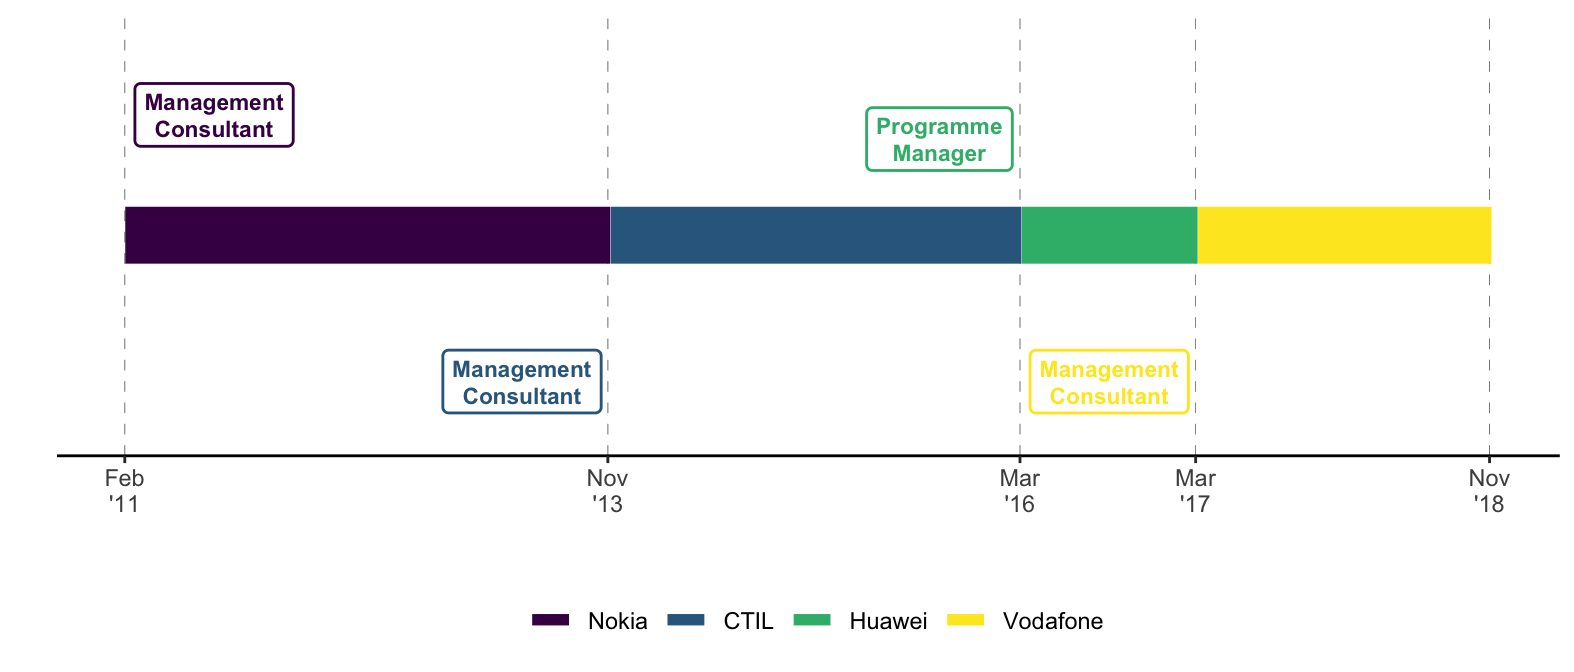 Management
Consultant
Programme
Manager
Management
Consultant
Management
Consultant
Feb
'11
Nov
'13
Mar
'16
Mar
'17
Nov
'18
Nokia
CTIL
Huawei
Vodafone